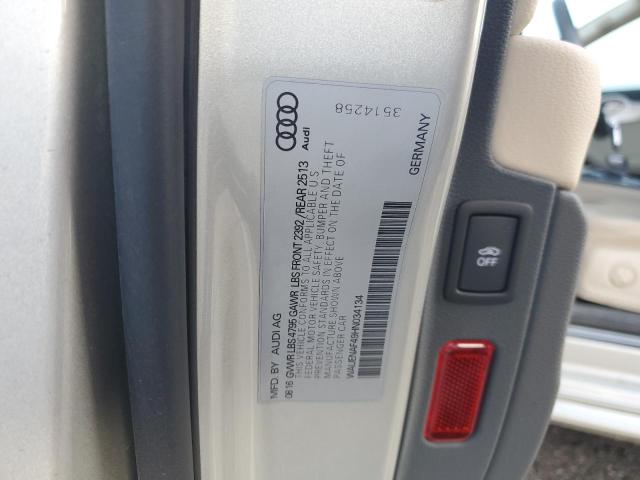 MFD. BY AUDI AG
Audi
08 16 GVWR LBS 4795 GAWR LBS FRONT 2392 / REAR 2513
THIS VEHICLE CONFORMS TO ALL APPLICABLE U S
FEDERAL MOTOR VEHICLE SAFETY, BUMPER AND THEFT
PREVENTION STANDARDS IN EFFECT ON THE DATE OF
MANUFACTURE SHOWN ABOVE
PASSENGER CAR
WAUENAF49HN034134
GERMANY
3514258
OFF